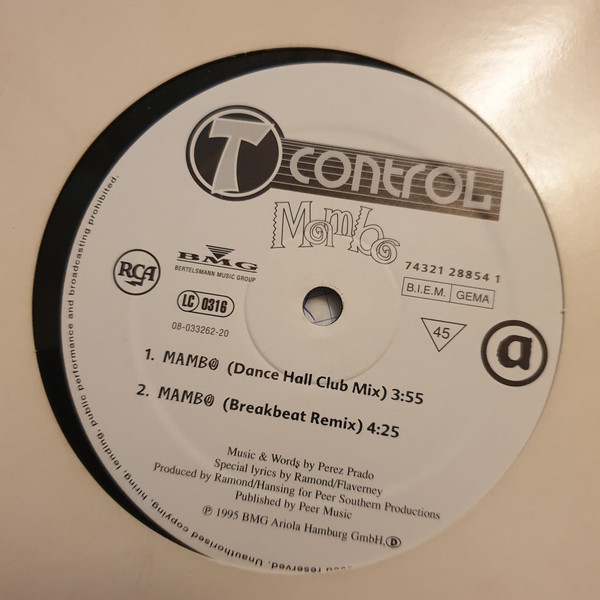 T control
Mambo
RCA
BMG
BERTELSMANN MUSIC GROUP
LC 0316
08-033262-20
74321 28854 1
B.I.E.M. GEMA
45
a
1. MAMBO (Dance Hall Club Mix) 3:55
2. MAMBO (Breakbeat Remix) 4:25
Music & Words by Perez Prado
Special lyrics by Ramond/Flaverney
Produced by Ramond/Hansing for Peer Southern Productions
Published by Peer Music
℗ 1995 BMG Ariola Hamburg GmbH, D
reserved. Unauthorised copying, hiring, lending, public performance and broadcasting prohibited.